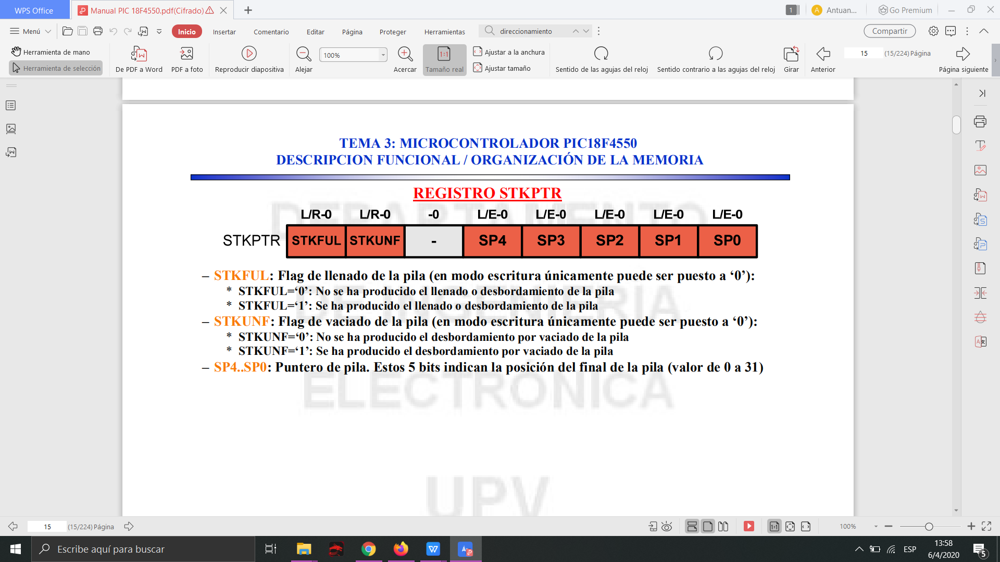 WPS Office
Manual PIC 18F4550.pdf(Cifrado)
1
A
Antuan...
Go Premium
Menú
Inicio
Insertar
Comentario
Editar
Página
Proteger
Herramientas
direccionamiento
Compartir
Herramienta de mano
Herramienta de selección
De PDF a Word
PDF a foto
Reproducir diapositiva
Alejar
100%
Acercar
1:1
Tamaño real
Ajustar a la anchura
Ajustar tamaño
Sentido de las agujas del reloj
Sentido contrario a las agujas del reloj
Girar
Anterior
15
(15/224) Página
Página siguiente
TEMA 3: MICROCONTROLADOR PIC18F4550
DESCRIPCION FUNCIONAL / ORGANIZACIÓN DE LA MEMORIA
REGISTRO STKPTR
L/R-0 L/R-0 -0 L/E-0 L/E-0 L/E-0 L/E-0 L/E-0
STKPTR STKFUL STKUNF - SP4 SP3 SP2 SP1 SP0
– STKFUL: Flag de llenado de la pila (en modo escritura únicamente puede ser puesto a ‘0’):
* STKFUL=‘0’: No se ha producido el llenado o desbordamiento de la pila
* STKFUL=‘1’: Se ha producido el llenado o desbordamiento de la pila
– STKUNF: Flag de vaciado de la pila (en modo escritura únicamente puede ser puesto a ‘0’):
* STKUNF=‘0’: No se ha producido el desbordamiento por vaciado de la pila
* STKUNF=‘1’: Se ha producido el desbordamiento por vaciado de la pila
– SP4..SP0: Puntero de pila. Estos 5 bits indican la posición del final de la pila (valor de 0 a 31)
DEPARTAMENTO
DE INGENIERIA
ELECTRÓNICA
UPV
15
(15/224) Página
1:1
100%
Escribe aquí para buscar
ESP
13:58
6/4/2020
5